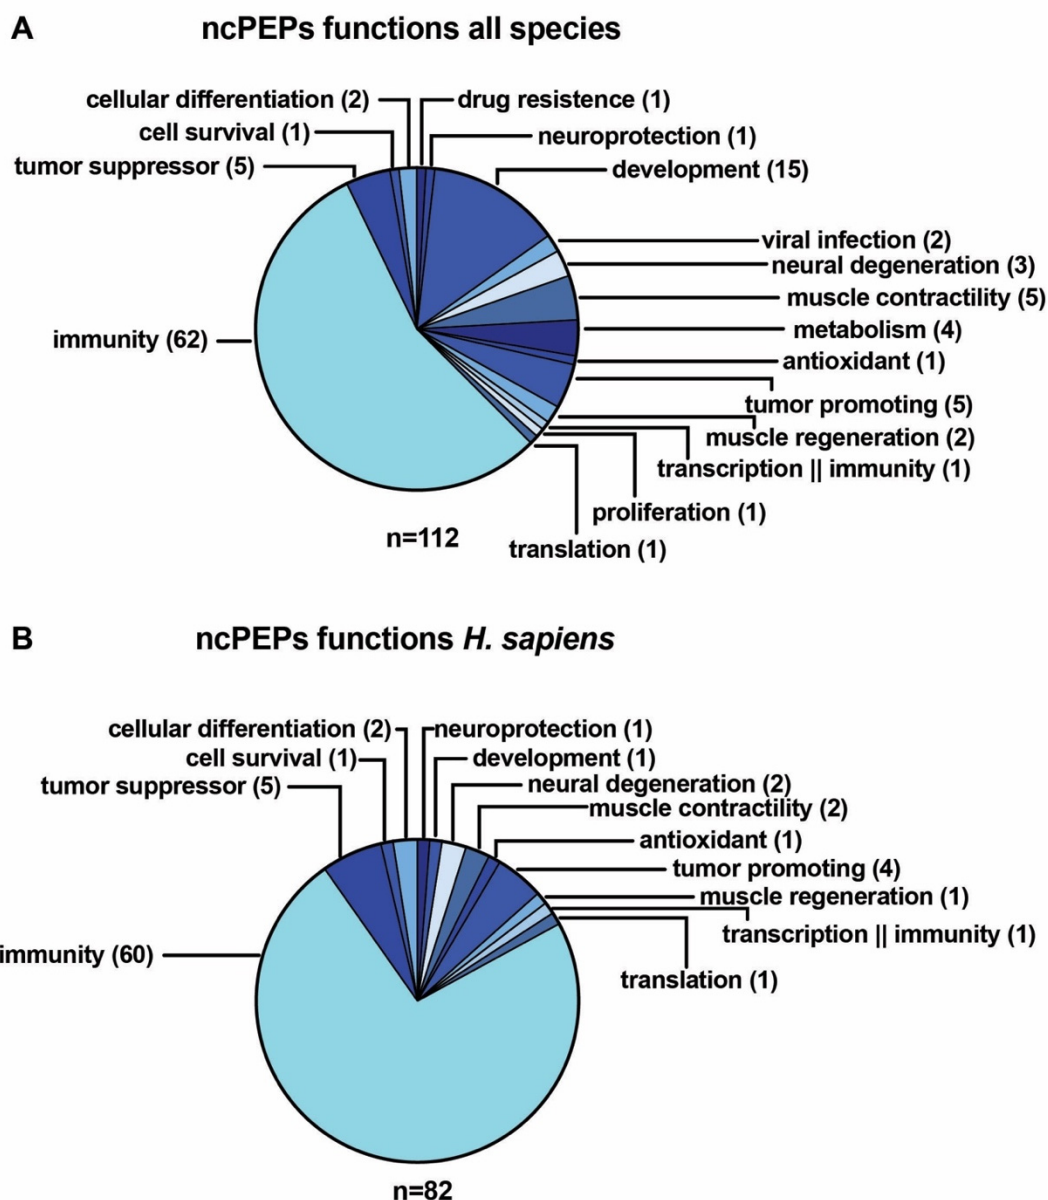 A
ncPEPs functions all species
cellular differentiation (2)
drug resistence (1)
cell survival (1)
neuroprotection (1)
tumor suppressor (5)
development (15)
viral infection (2)
neural degeneration (3)
muscle contractility (5)
metabolism (4)
immunity (62)
antioxidant (1)
tumor promoting (5)
muscle regeneration (2)
transcription || immunity (1)
proliferation (1)
n=112
translation (1)
B
ncPEPs functions H. sapiens
cellular differentiation (2)
neuroprotection (1)
cell survival (1)
development (1)
tumor suppressor (5)
neural degeneration (2)
muscle contractility (2)
antioxidant (1)
tumor promoting (4)
muscle regeneration (1)
transcription || immunity (1)
immunity (60)
translation (1)
n=82